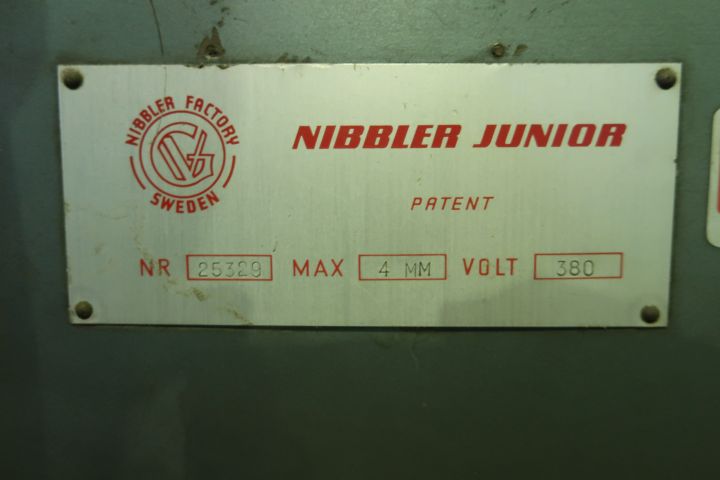 NIBBLER FACTORY
SWEDEN
NIBBLER JUNIOR
PATENT
NR 25329 MAX 4 MM VOLT 380